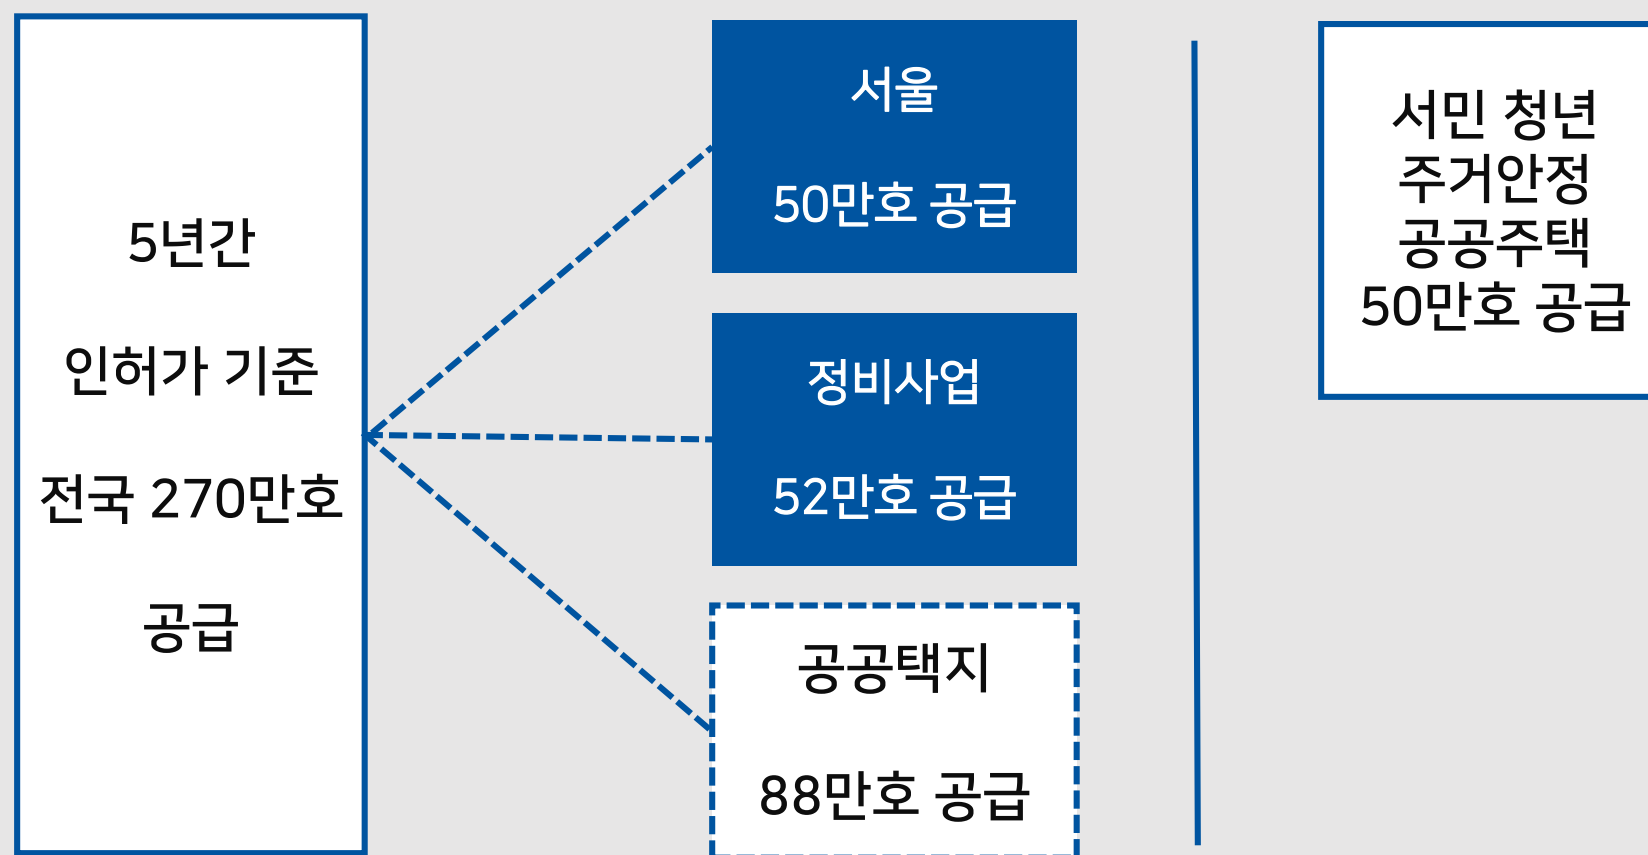 5년간
인허가 기준
전국 270만호
공급
서울
50만호 공급
정비사업
52만호 공급
공공택지
88만호 공급
서민 청년
주거안정
공공주택
50만호 공급